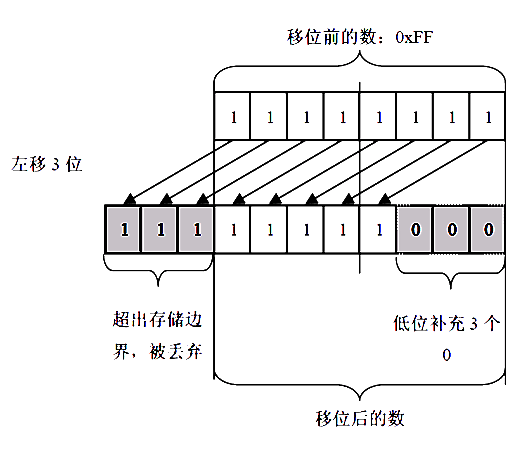 移位前的数：0xFF
1 1 1 1 1 1 1 1
左移 3 位
1 1 1 1 1 1 1 1 0 0 0
超出存储边
界，被丢弃
低位补充 3 个
0
移位后的数